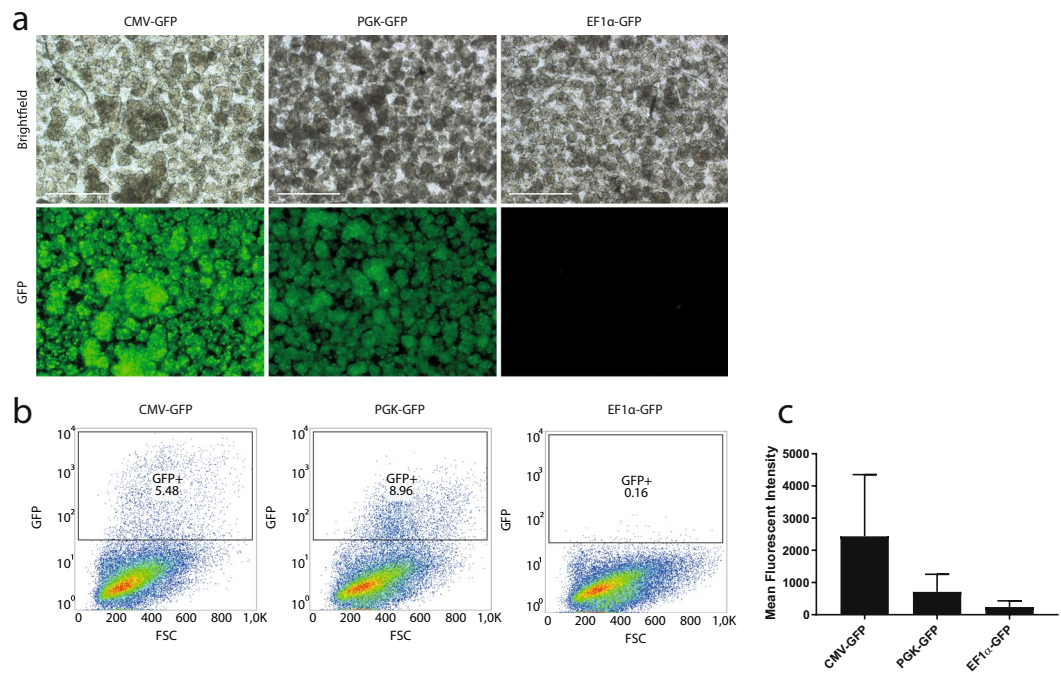 a
CMV-GFP PGK-GFP EF1α-GFP
Brightfield
GFP
b
CMV-GFP PGK-GFP EF1α-GFP
GFP
10⁴
10³
10²
10¹
10⁰
GFP+
5.48
0 200 400 600 800 1,0K
FSC
GFP
10⁴
10³
10²
10¹
10⁰
GFP+
8.96
0 200 400 600 800 1,0K
FSC
GFP
10⁴
10³
10²
10¹
10⁰
GFP+
0.16
0 200 400 600 800 1,0K
FSC
c
Mean Fluorescent Intensity
5000
4000
3000
2000
1000
0
CMV-GFP
PGK-GFP
EF1α-GFP